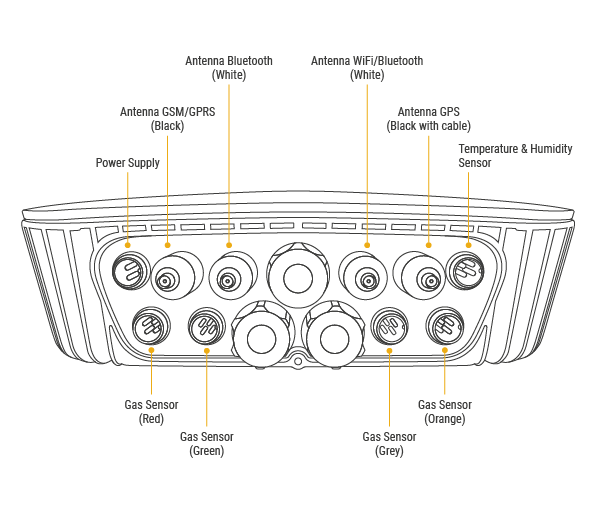 Antenna Bluetooth
(White)
Antenna WiFi/Bluetooth
(White)
Antenna GSM/GPRS
(Black)
Antenna GPS
(Black with cable)
Power Supply
Temperature & Humidity
Sensor
Gas Sensor
(Red)
Gas Sensor
(Orange)
Gas Sensor
(Green)
Gas Sensor
(Grey)